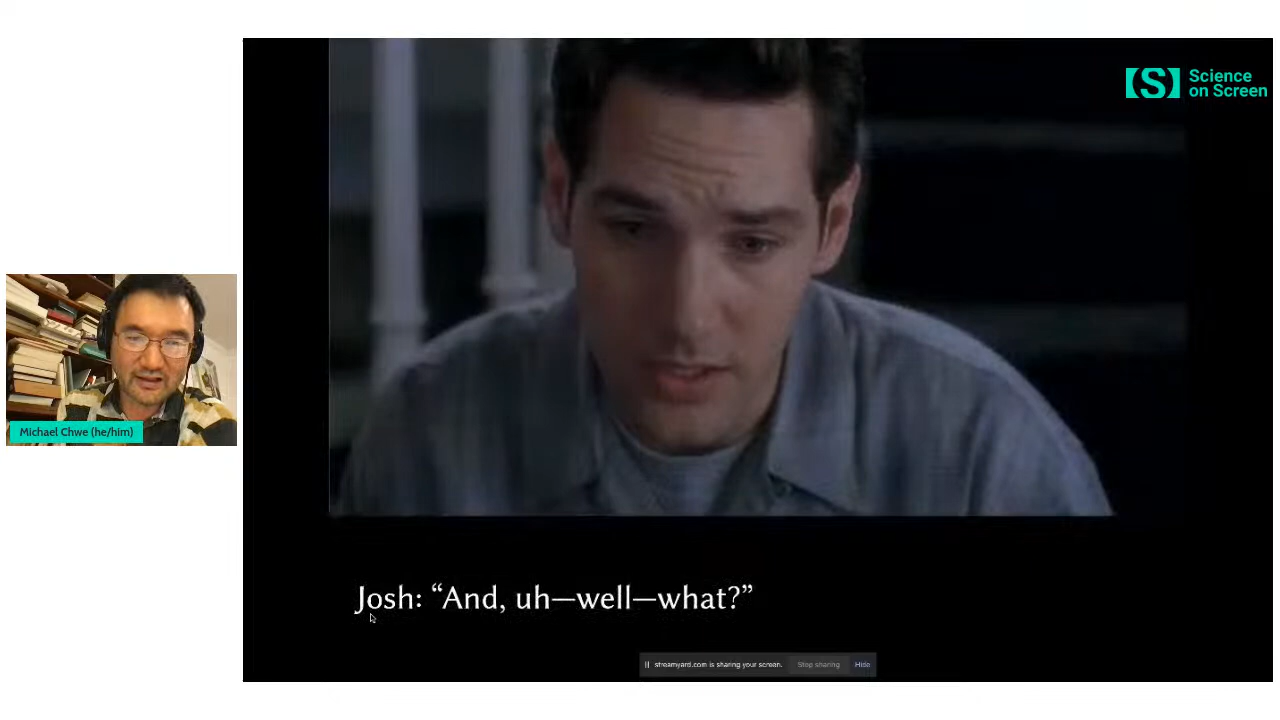 (S) Science
on Screen
Michael Chwe (he/him)
Josh: “And, uh—well—what?”
streamyard.com is sharing your screen. Stop sharing Hide